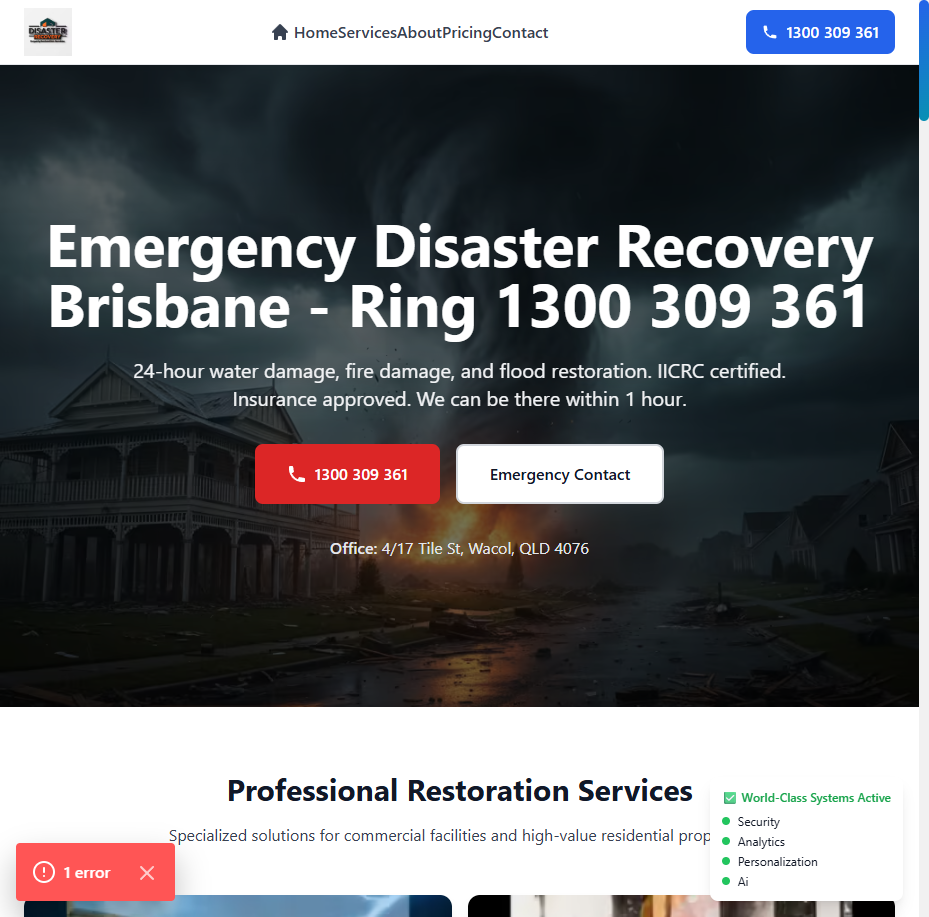 DISASTER
RECOVERY
HomeServicesAboutPricingContact
1300 309 361
Emergency Disaster Recovery
Brisbane - Ring 1300 309 361
24-hour water damage, fire damage, and flood restoration. IICRC certified.
Insurance approved. We can be there within 1 hour.
1300 309 361
Emergency Contact
Office: 4/17 Tile St, Wacol, QLD 4076
Professional Restoration Services
Specialized solutions for commercial facilities and high-value residential prop
World-Class Systems Active
Security
Analytics
Personalization
Ai
1 error